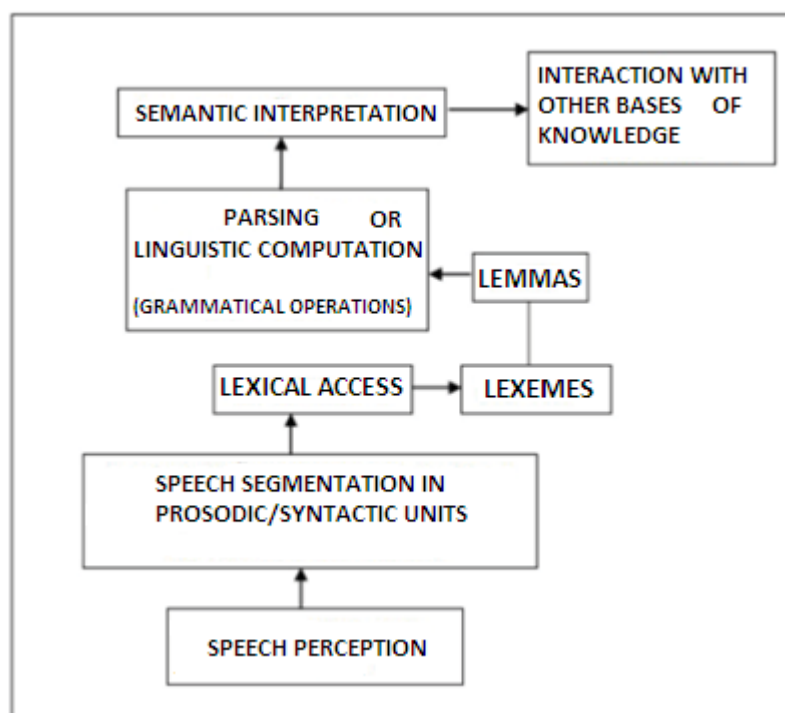 INTERACTION WITH
OTHER BASES OF
KNOWLEDGE
SEMANTIC INTERPRETATION
PARSING OR
LINGUISTIC COMPUTATION
(GRAMMATICAL OPERATIONS)
LEMMAS
LEXICAL ACCESS
LEXEMES
SPEECH SEGMENTATION IN
PROSODIC/SYNTACTIC UNITS
SPEECH PERCEPTION